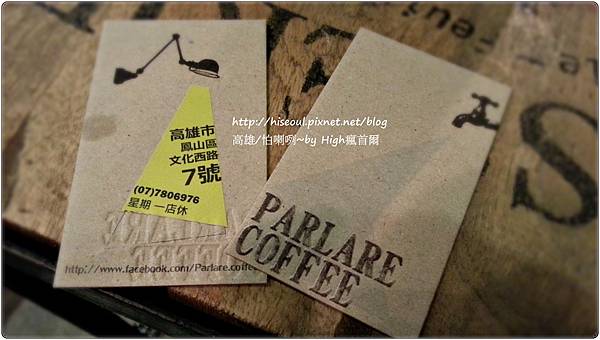 http://hiseoul.pixnet.net/blog
高雄/怕喇咧~by High瘋首爾
高雄市
鳳山區
文化西路
7號
(07)7806976
星期一店休
http://www.facebook.com/Parlare.coffee
PARLARE
COFFEE